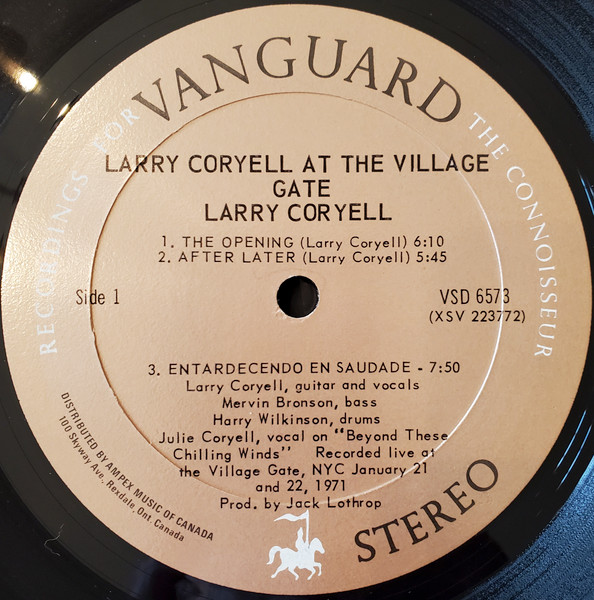 VANGUARD
RECORDINGS FOR THE CONNOISSEUR
LARRY CORYELL AT THE VILLAGE
GATE
LARRY CORYELL
1. THE OPENING (Larry Coryell) 6:10
2. AFTER LATER (Larry Coryell) 5:45
Side 1
VSD 6573
(XSV 223772)
3. ENTARDECENDO EN SAUDADE - 7:50
Larry Coryell, guitar and vocals
Mervin Bronson, bass
Harry Wilkinson, drums
Julie Coryell, vocal on "Beyond These
Chilling Winds" Recorded live at
the Village Gate, NYC January 21
and 22, 1971
Prod. by Jack Lothrop
DISTRIBUTED BY AMPEX MUSIC OF CANADA
100 Skyway Ave., Rexdale, Ont. Canada
STEREO